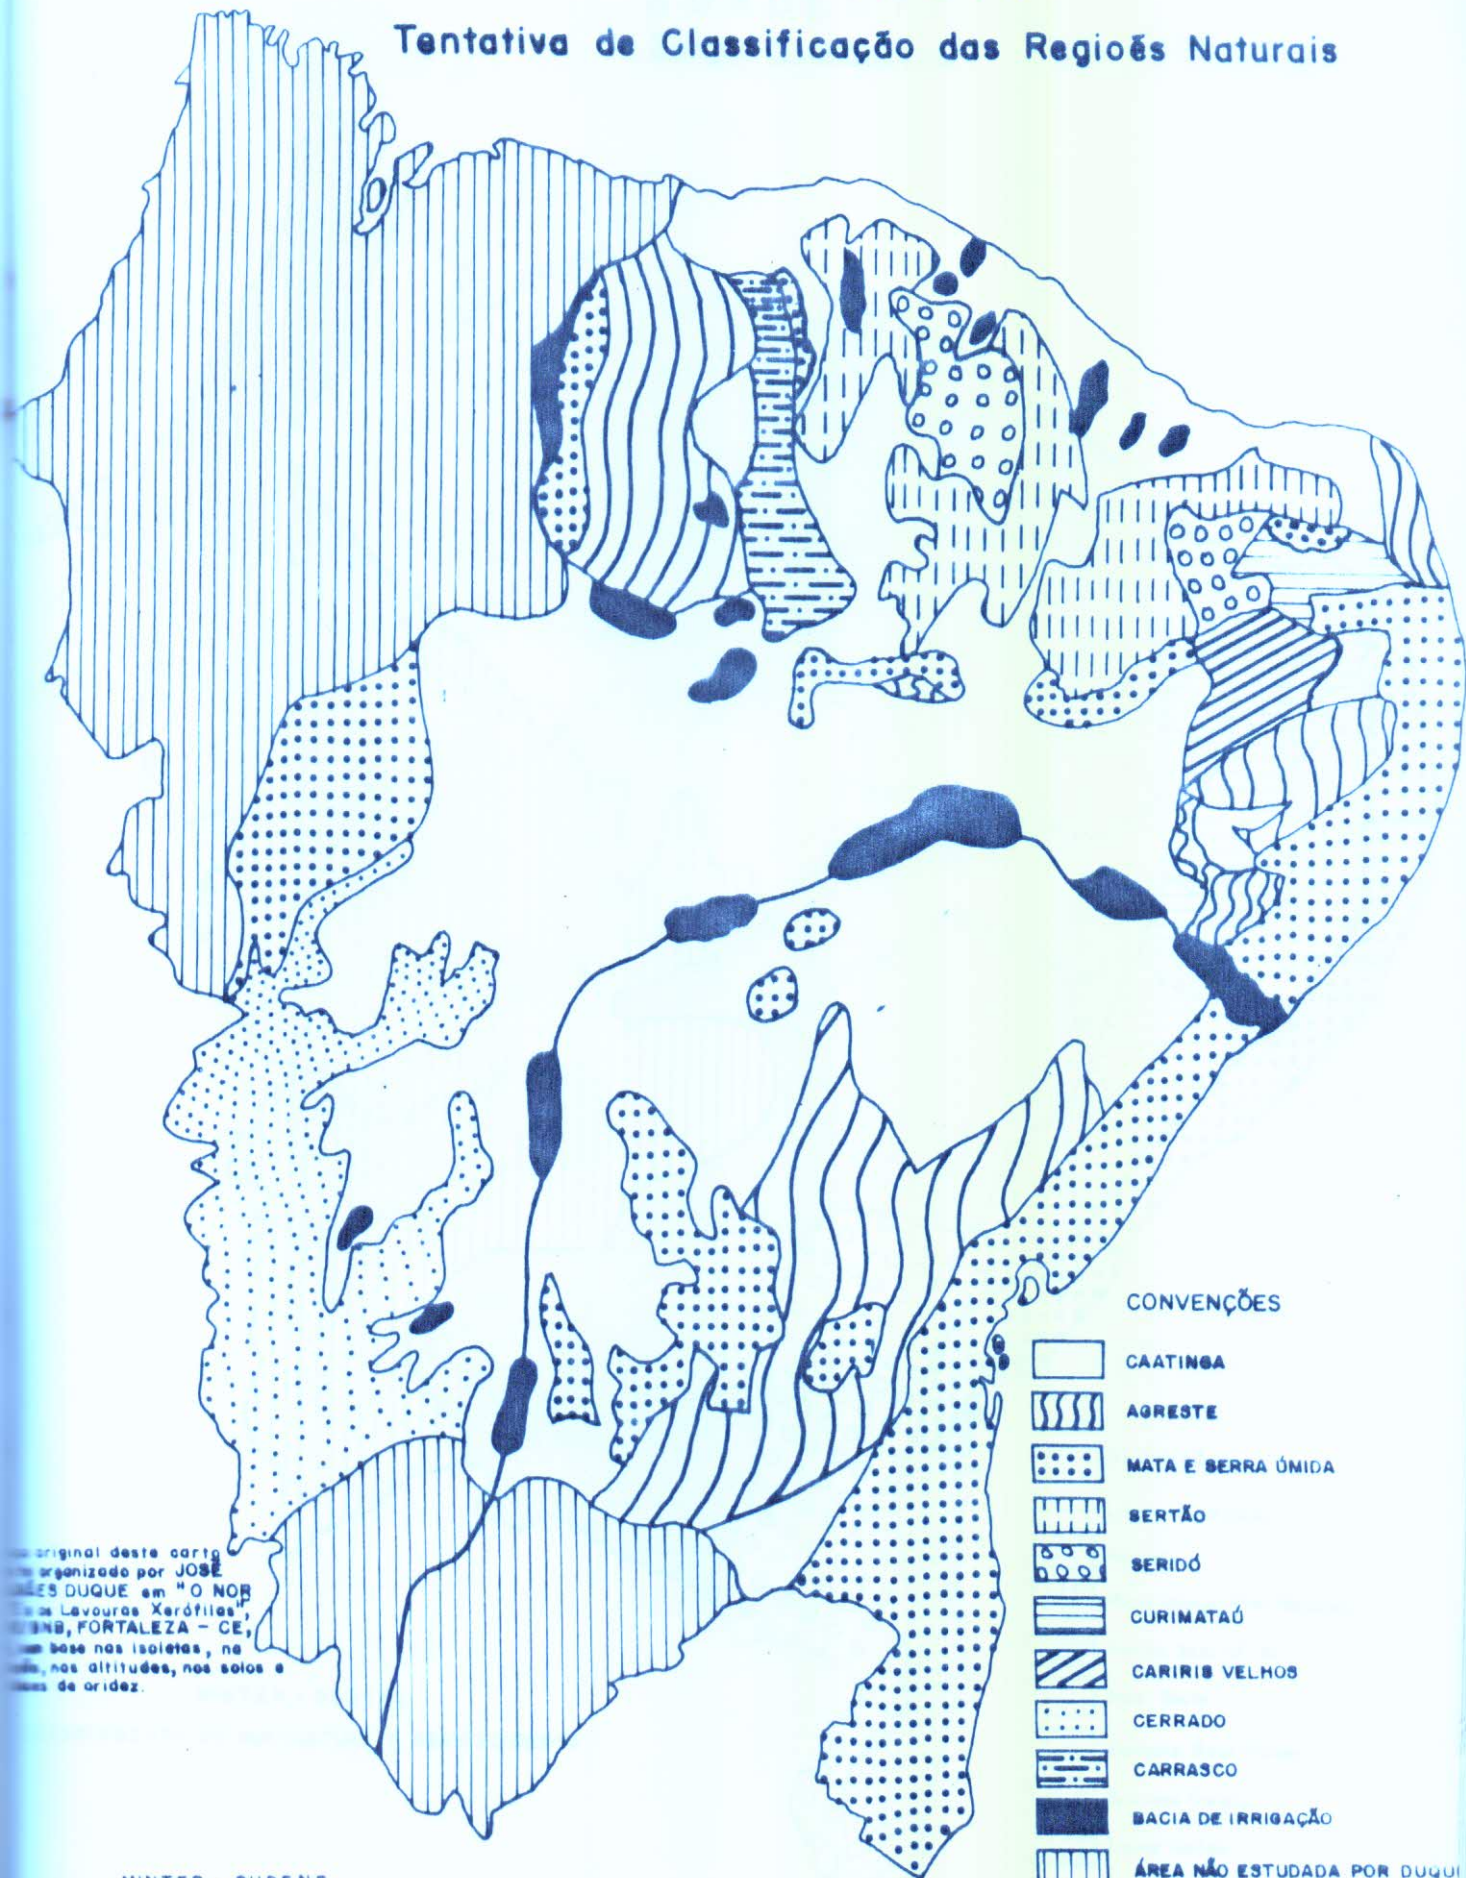 Tentativa de Classificação das Regioẽs Naturais
CONVENÇÕES
CAATINGA
AGRESTE
MATA E SERRA ÚMIDA
SERTÃO
SERIDÓ
CURIMATAÚ
CARIRIS VELHOS
CERRADO
CARRASCO
BACIA DE IRRIGAÇÃO
ÁREA NÃO ESTUDADA POR DUQUE
original deste carto
organizado por JOSÉ
DUQUE em "O NOR
Lavouras Xerófilas",
FORTALEZA - CE,
base nas isoietas, na
nas altitudes, nos solos e
de aridez.